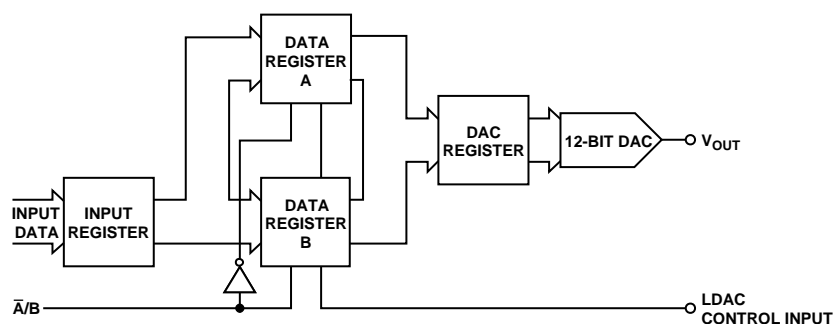 DATA
REGISTER
A
DAC
REGISTER
12-BIT DAC
VOUT
INPUT
DATA
INPUT
REGISTER
DATA
REGISTER
B
A̅/B
LDAC
CONTROL INPUT